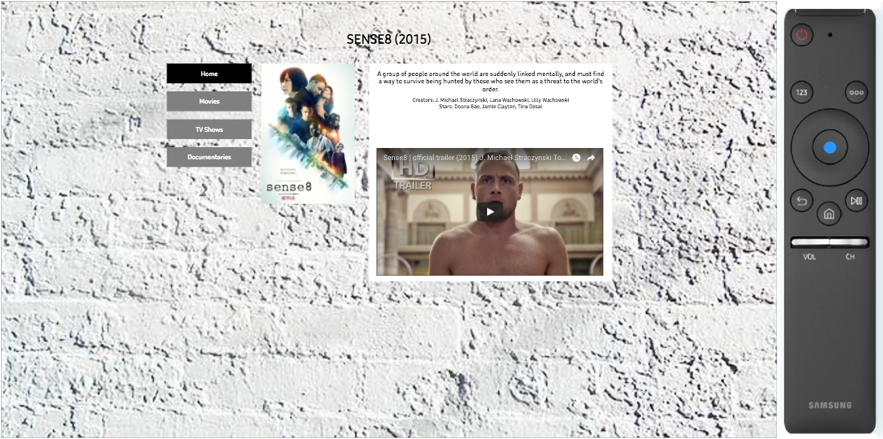 SENSE8 (2015)
Home
Movies
TV Shows
Documentaries
sense8
NETFLIX
A group of people around the world are suddenly linked mentally, and must find
a way to survive being hunted by those who see them as a threat to the world's
order.
Creators: J. Michael Straczynski, Lana Wachowski, Lilly Wachowski
Stars: Doona Bae, Jamie Clayton, Tina Desai
Sense8 | official trailer (2015) J. Michael Straczynski To...
HD
TRAILER
123
VOL
CH
SAMSUNG